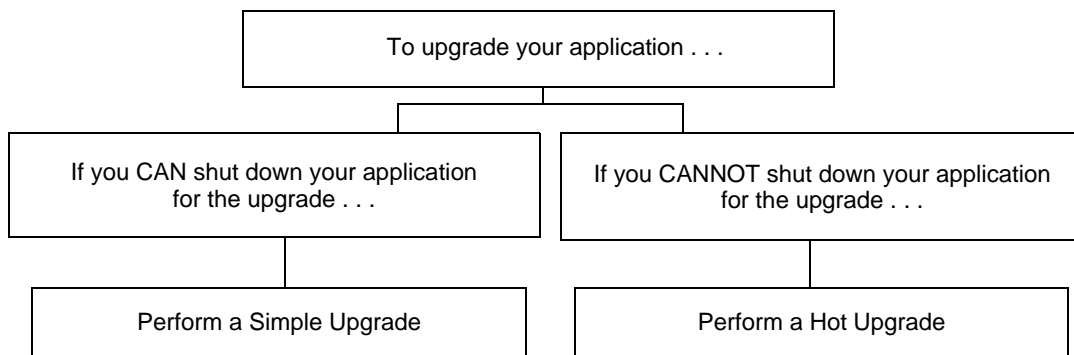 To upgrade your application . . .
If you CAN shut down your application
for the upgrade . . .
If you CANNOT shut down your application
for the upgrade . . .
Perform a Simple Upgrade
Perform a Hot Upgrade